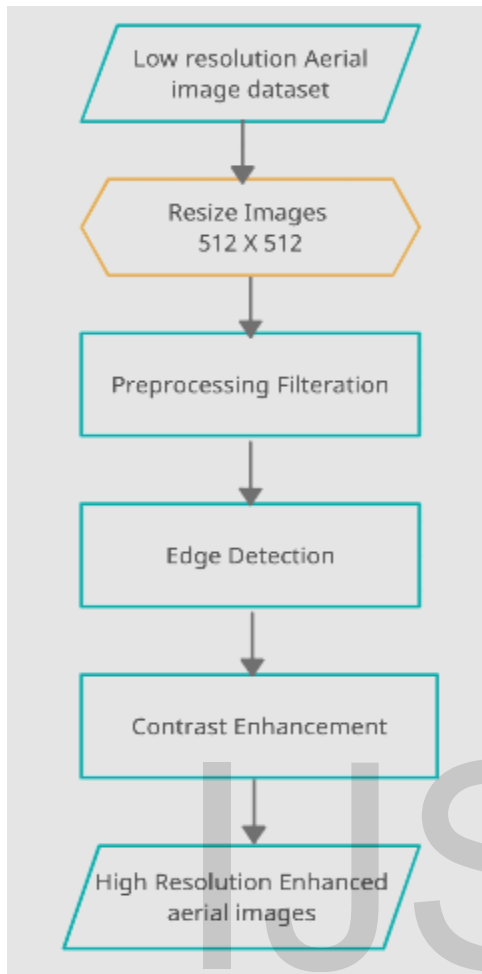 Low resolution Aerial
image dataset
Resize Images
512 X 512
Preprocessing Filteration
Edge Detection
Contrast Enhancement
High Resolution Enhanced
aerial images
IJS